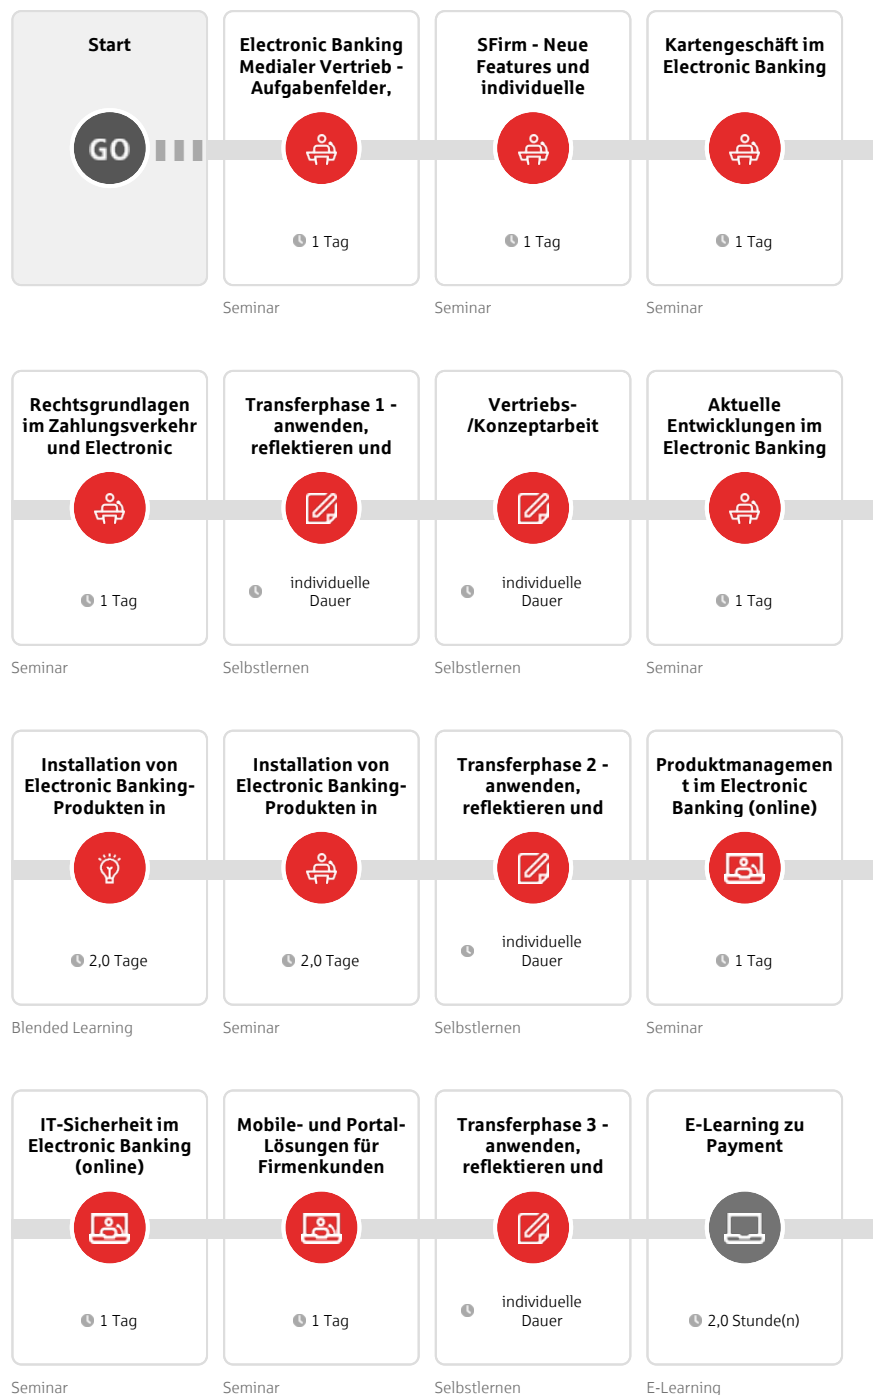 Start
GO
Electronic Banking
Medialer Vertrieb -
Aufgabenfelder,
1 Tag
Seminar
SFirm - Neue
Features und
individuelle
1 Tag
Seminar
Kartengeschäft im
Electronic Banking
1 Tag
Seminar
Rechtsgrundlagen
im Zahlungsverkehr
und Electronic
1 Tag
Seminar
Transferphase 1 -
anwenden,
reflektieren und
individuelle
Dauer
Selbstlernen
Vertriebs-
/Konzeptarbeit
individuelle
Dauer
Selbstlernen
Aktuelle
Entwicklungen im
Electronic Banking
1 Tag
Seminar
Installation von
Electronic Banking-
Produkten in
2,0 Tage
Blended Learning
Installation von
Electronic Banking-
Produkten in
2,0 Tage
Seminar
Transferphase 2 -
anwenden,
reflektieren und
individuelle
Dauer
Selbstlernen
Produktmanagemen
t im Electronic
Banking (online)
1 Tag
Seminar
IT-Sicherheit im
Electronic Banking
(online)
1 Tag
Seminar
Mobile- und Portal-
Lösungen für
Firmenkunden
1 Tag
Seminar
Transferphase 3 -
anwenden,
reflektieren und
individuelle
Dauer
Selbstlernen
E-Learning zu
Payment
2,0 Stunde(n)
E-Learning